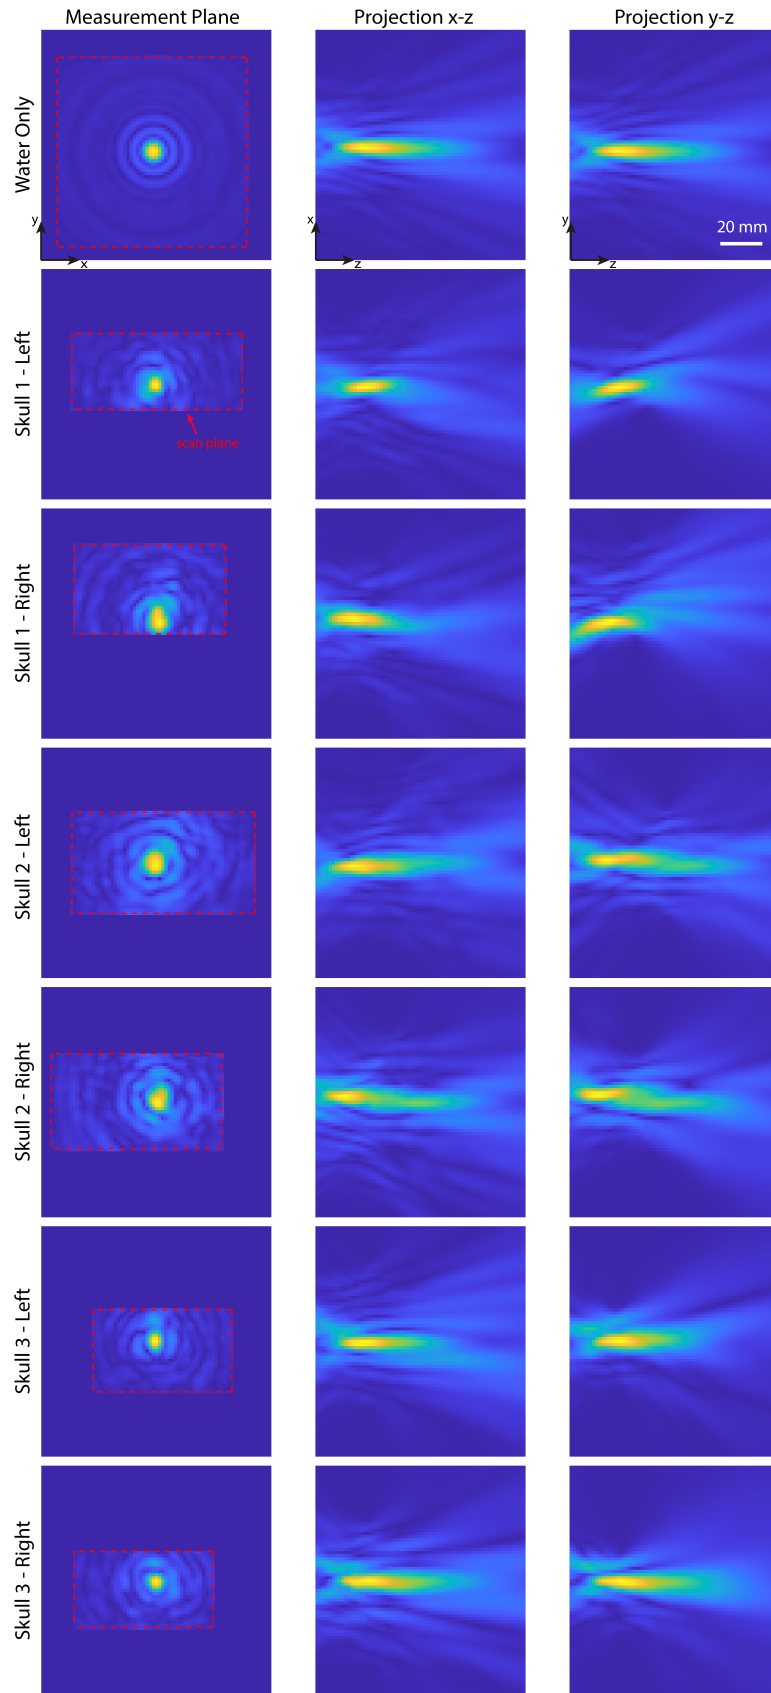 Measurement Plane
Projection x-z
Projection y-z
Water Only
y
x
x
z
y
z
20 mm
Skull 1 - Left
scan plane
Skull 1 - Right
Skull 2 - Left
Skull 2 - Right
Skull 3 - Left
Skull 3 - Right